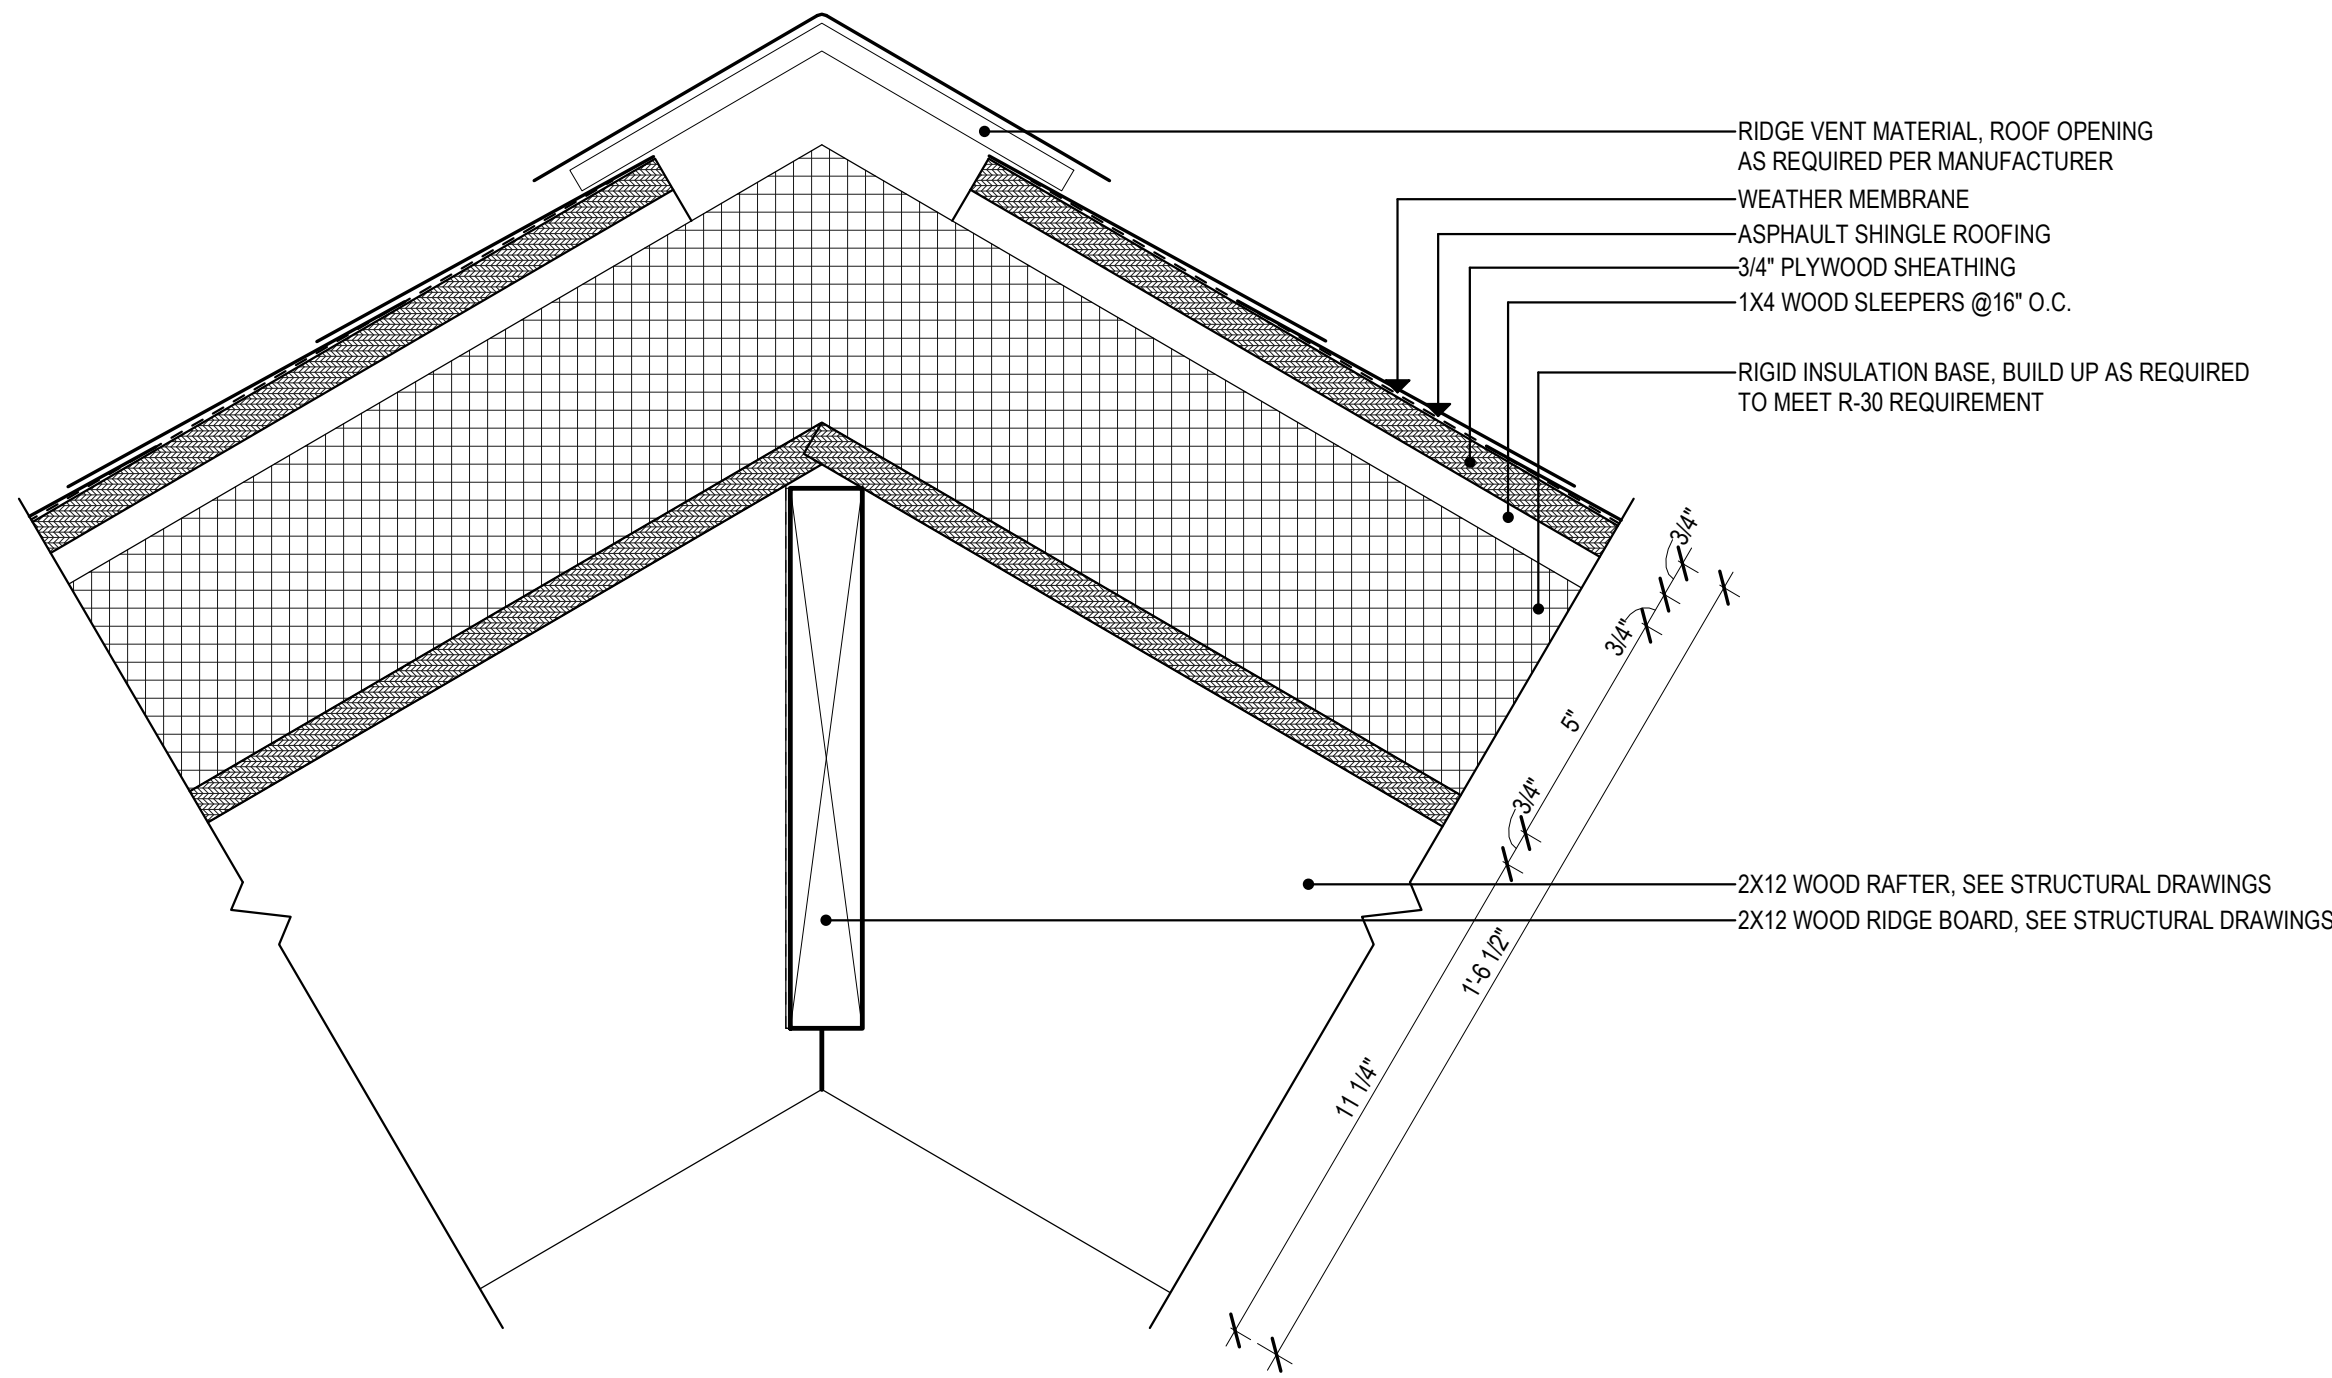 RIDGE VENT MATERIAL, ROOF OPENING
AS REQUIRED PER MANUFACTURER
WEATHER MEMBRANE
ASPHAULT SHINGLE ROOFING
3/4" PLYWOOD SHEATHING
1X4 WOOD SLEEPERS @16" O.C.
RIGID INSULATION BASE, BUILD UP AS REQUIRED
TO MEET R-30 REQUIREMENT
3/4"
3/4"
5"
3/4"
2X12 WOOD RAFTER, SEE STRUCTURAL DRAWINGS
2X12 WOOD RIDGE BOARD, SEE STRUCTURAL DRAWINGS
1'-6 1/2"
11 1/4"